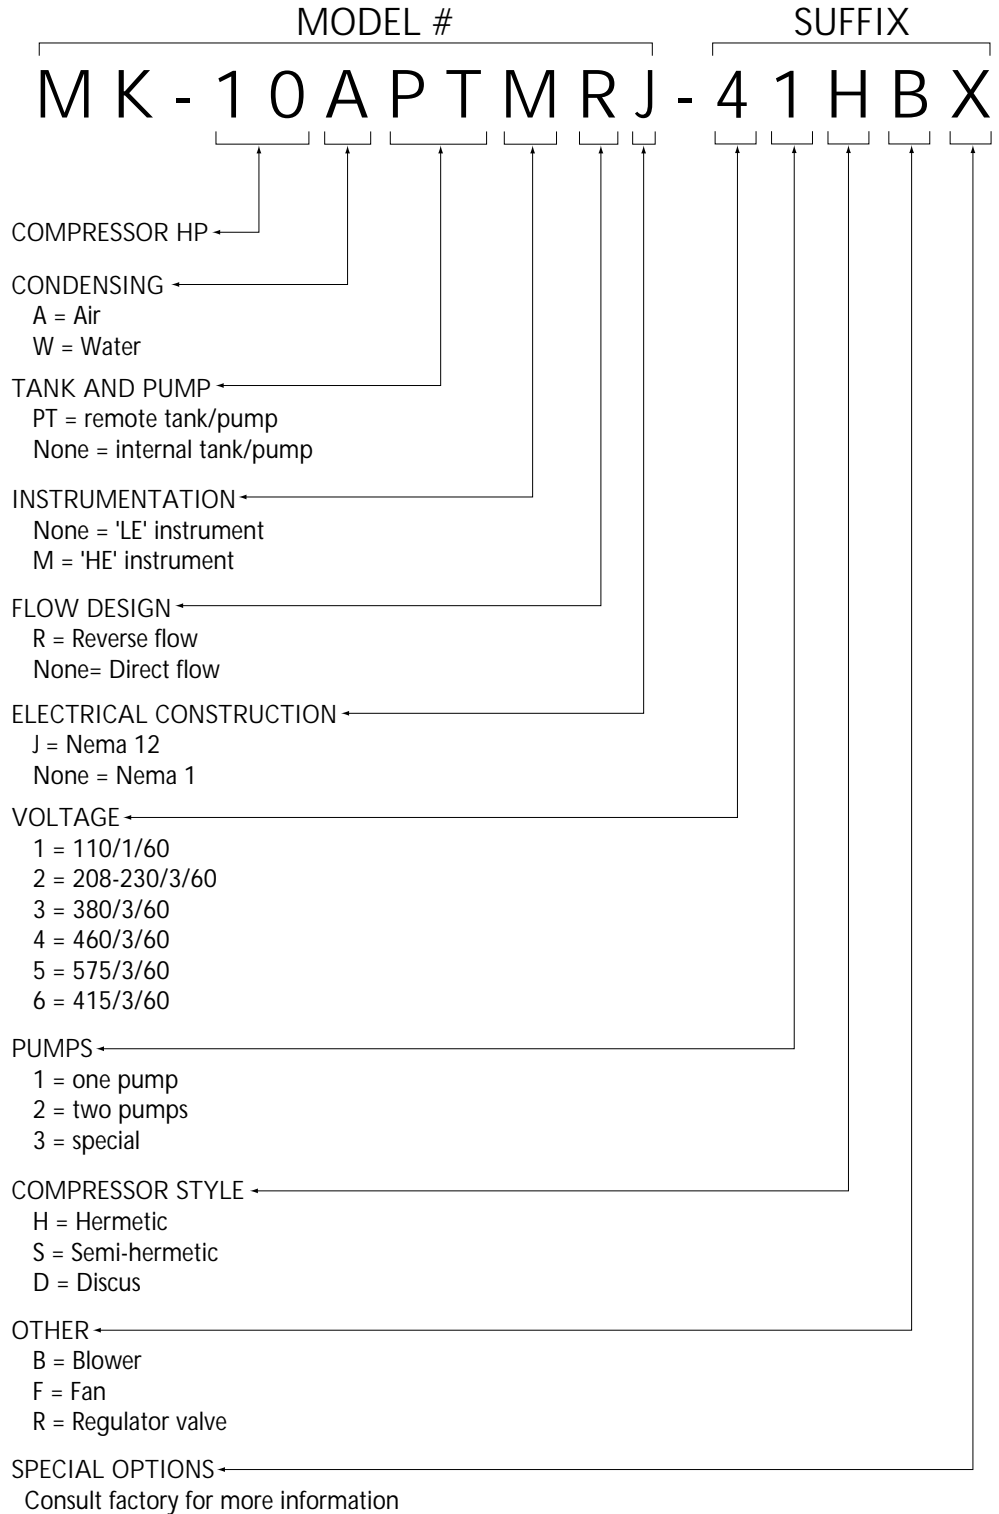 MODEL # SUFFIX
MK-10APTMRJ-41HBX
COMPRESSOR HP
CONDENSING
A = Air
W = Water
TANK AND PUMP
PT = remote tank/pump
None = internal tank/pump
INSTRUMENTATION
None = 'LE' instrument
M = 'HE' instrument
FLOW DESIGN
R = Reverse flow
None= Direct flow
ELECTRICAL CONSTRUCTION
J = Nema 12
None = Nema 1
VOLTAGE
1 = 110/1/60
2 = 208-230/3/60
3 = 380/3/60
4 = 460/3/60
5 = 575/3/60
6 = 415/3/60
PUMPS
1 = one pump
2 = two pumps
3 = special
COMPRESSOR STYLE
H = Hermetic
S = Semi-hermetic
D = Discus
OTHER
B = Blower
F = Fan
R = Regulator valve
SPECIAL OPTIONS
Consult factory for more information